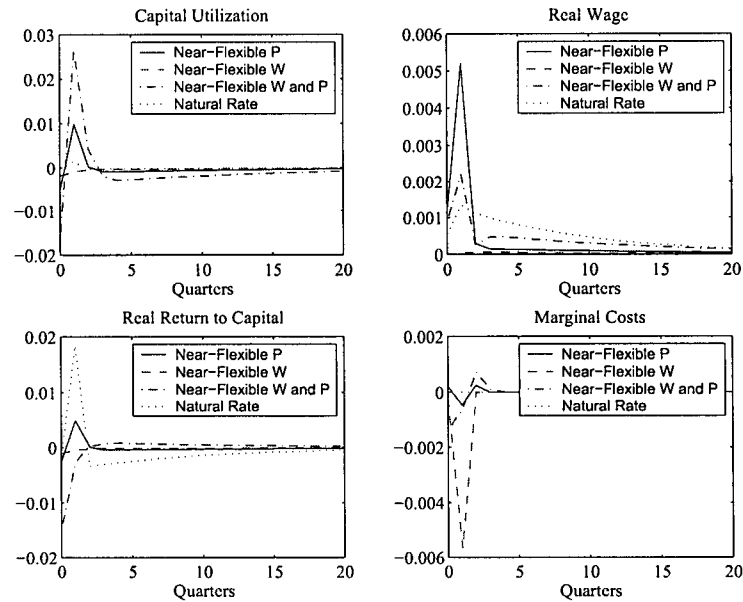 Capital Utilization
0.03
0.02
0.01
0
−0.01
−0.02
Near−Flexible P
Near−Flexible W
Near−Flexible W and P
Natural Rate
0 5 10 15 20
Quarters
Real Wage
0.006
0.005
0.004
0.003
0.002
0.001
0
Near−Flexible P
Near−Flexible W
Near−Flexible W and P
Natural Rate
0 5 10 15 20
Quarters
Real Return to Capital
0.02
0.01
0
−0.01
−0.02
Near−Flexible P
Near−Flexible W
Near−Flexible W and P
Natural Rate
0 5 10 15 20
Quarters
Marginal Costs
0.002
0
−0.002
−0.004
−0.006
Near−Flexible P
Near−Flexible W
Near−Flexible W and P
Natural Rate
0 5 10 15 20
Quarters